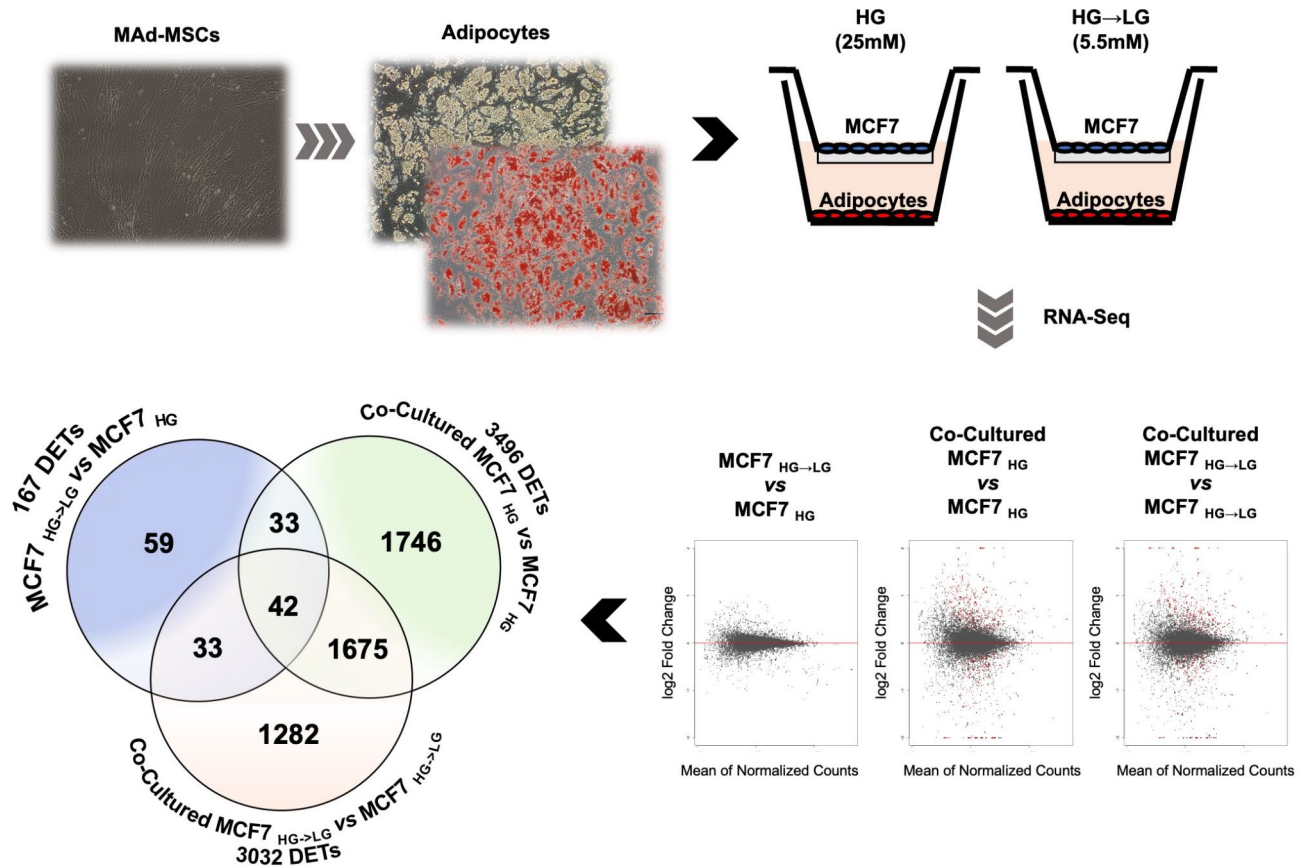 MAd-MSCs
Adipocytes
HG
(25mM)
HG→LG
(5.5mM)
MCF7
Adipocytes
MCF7
Adipocytes
RNA-Seq
167 DETs
MCF7 HG->LG vs MCF7 HG
Co-Cultured MCF7 HG vs MCF7 HG
3496 DETs
59
33
1746
42
33
1675
1282
Co-Cultured MCF7 HG->LG vs MCF7 HG->LG
3032 DETs
MCF7 HG→LG
vs
MCF7 HG
Co-Cultured
MCF7 HG
vs
MCF7 HG
Co-Cultured
MCF7 HG→LG
vs
MCF7 HG→LG
log2 Fold Change
Mean of Normalized Counts
log2 Fold Change
Mean of Normalized Counts
log2 Fold Change
Mean of Normalized Counts